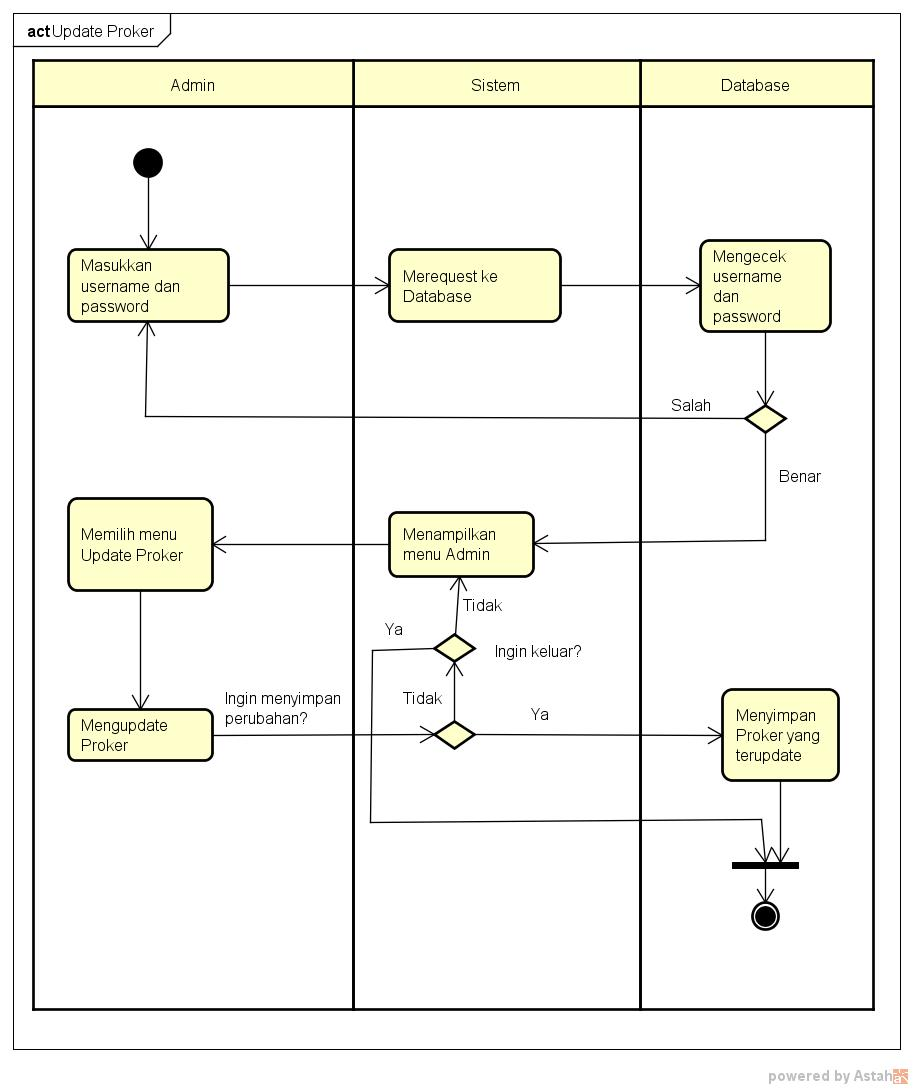 act Update Proker
Admin
Sistem
Database
Masukkan
username dan
password
Merequest ke
Database
Mengecek
username
dan
password
Salah
Benar
Memilih menu
Update Proker
Menampilkan
menu Admin
Tidak
Ya
Ingin keluar?
Ingin menyimpan
perubahan?
Tidak
Ya
Mengupdate
Proker
Menyimpan
Proker yang
terupdate
powered by Astah